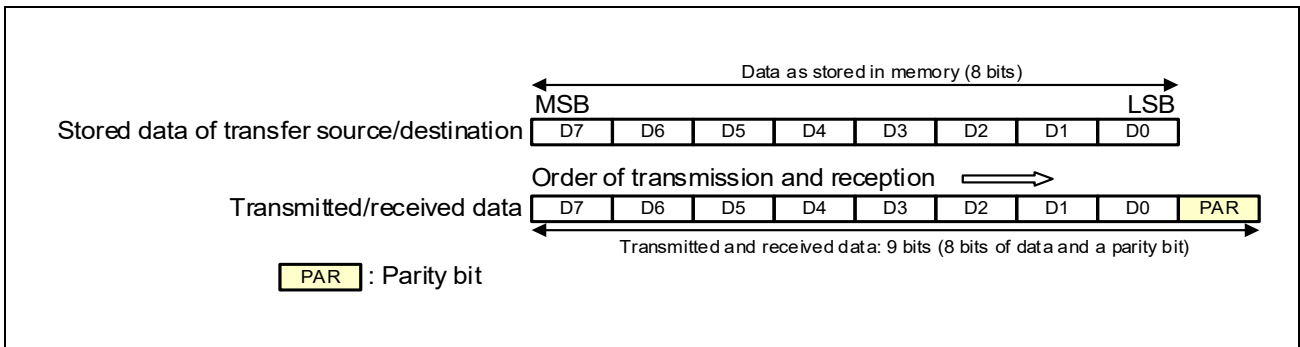 Data as stored in memory (8 bits)
MSB LSB
Stored data of transfer source/destination D7 D6 D5 D4 D3 D2 D1 D0
Order of transmission and reception
Transmitted/received data D7 D6 D5 D4 D3 D2 D1 D0 PAR
Transmitted and received data: 9 bits (8 bits of data and a parity bit)
PAR : Parity bit